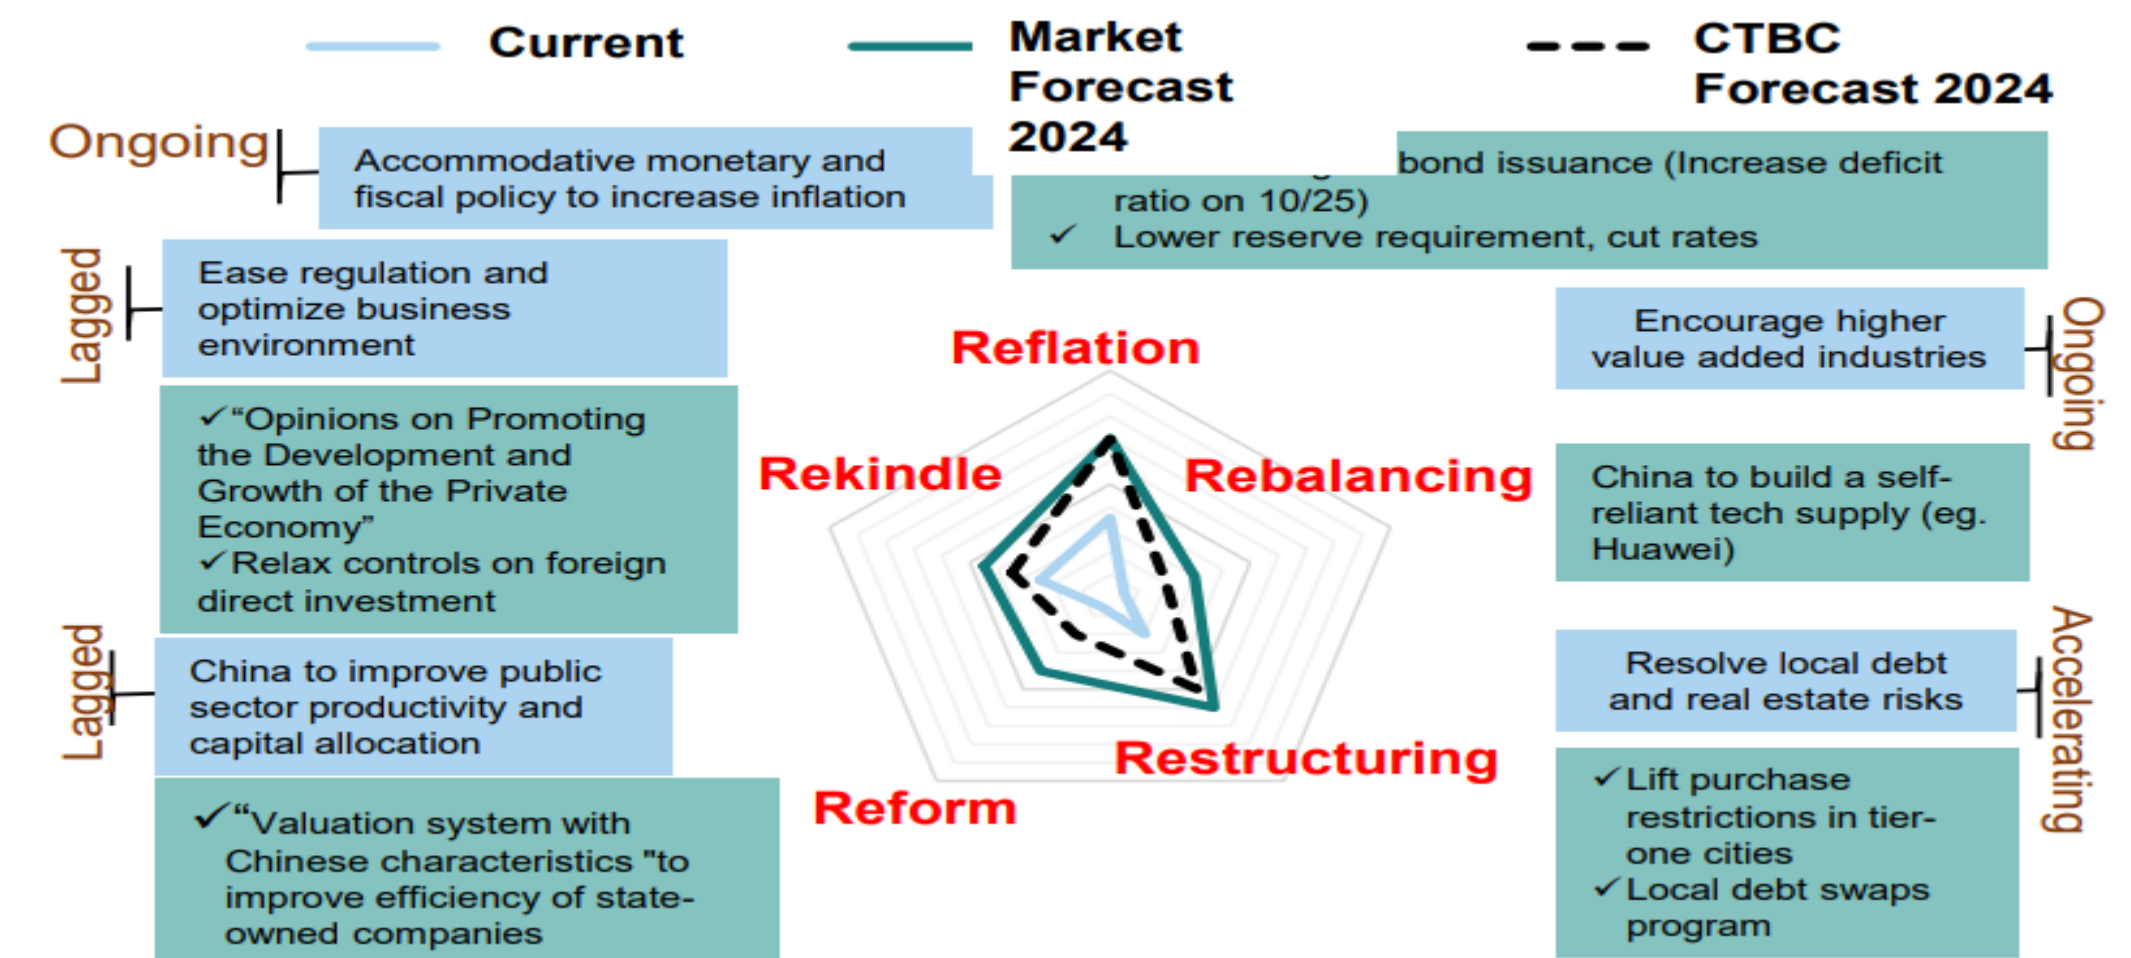 Current
Market
Forecast
2024
CTBC
Forecast 2024
Ongoing
Accommodative monetary and
fiscal policy to increase inflation
bond issuance (Increase deficit
ratio on 10/25)
✓ Lower reserve requirement, cut rates
Lagged
Ease regulation and
optimize business
environment
✓“Opinions on Promoting
the Development and
Growth of the Private
Economy”
✓Relax controls on foreign
direct investment
Lagged
China to improve public
sector productivity and
capital allocation
✓“Valuation system with
Chinese characteristics "to
improve efficiency of state-
owned companies
Reflation
Rekindle
Rebalancing
Restructuring
Reform
Encourage higher
value added industries
Ongoing
China to build a self-
reliant tech supply (eg.
Huawei)
Resolve local debt
and real estate risks
Accelerating
✓Lift purchase
restrictions in tier-
one cities
✓Local debt swaps
program